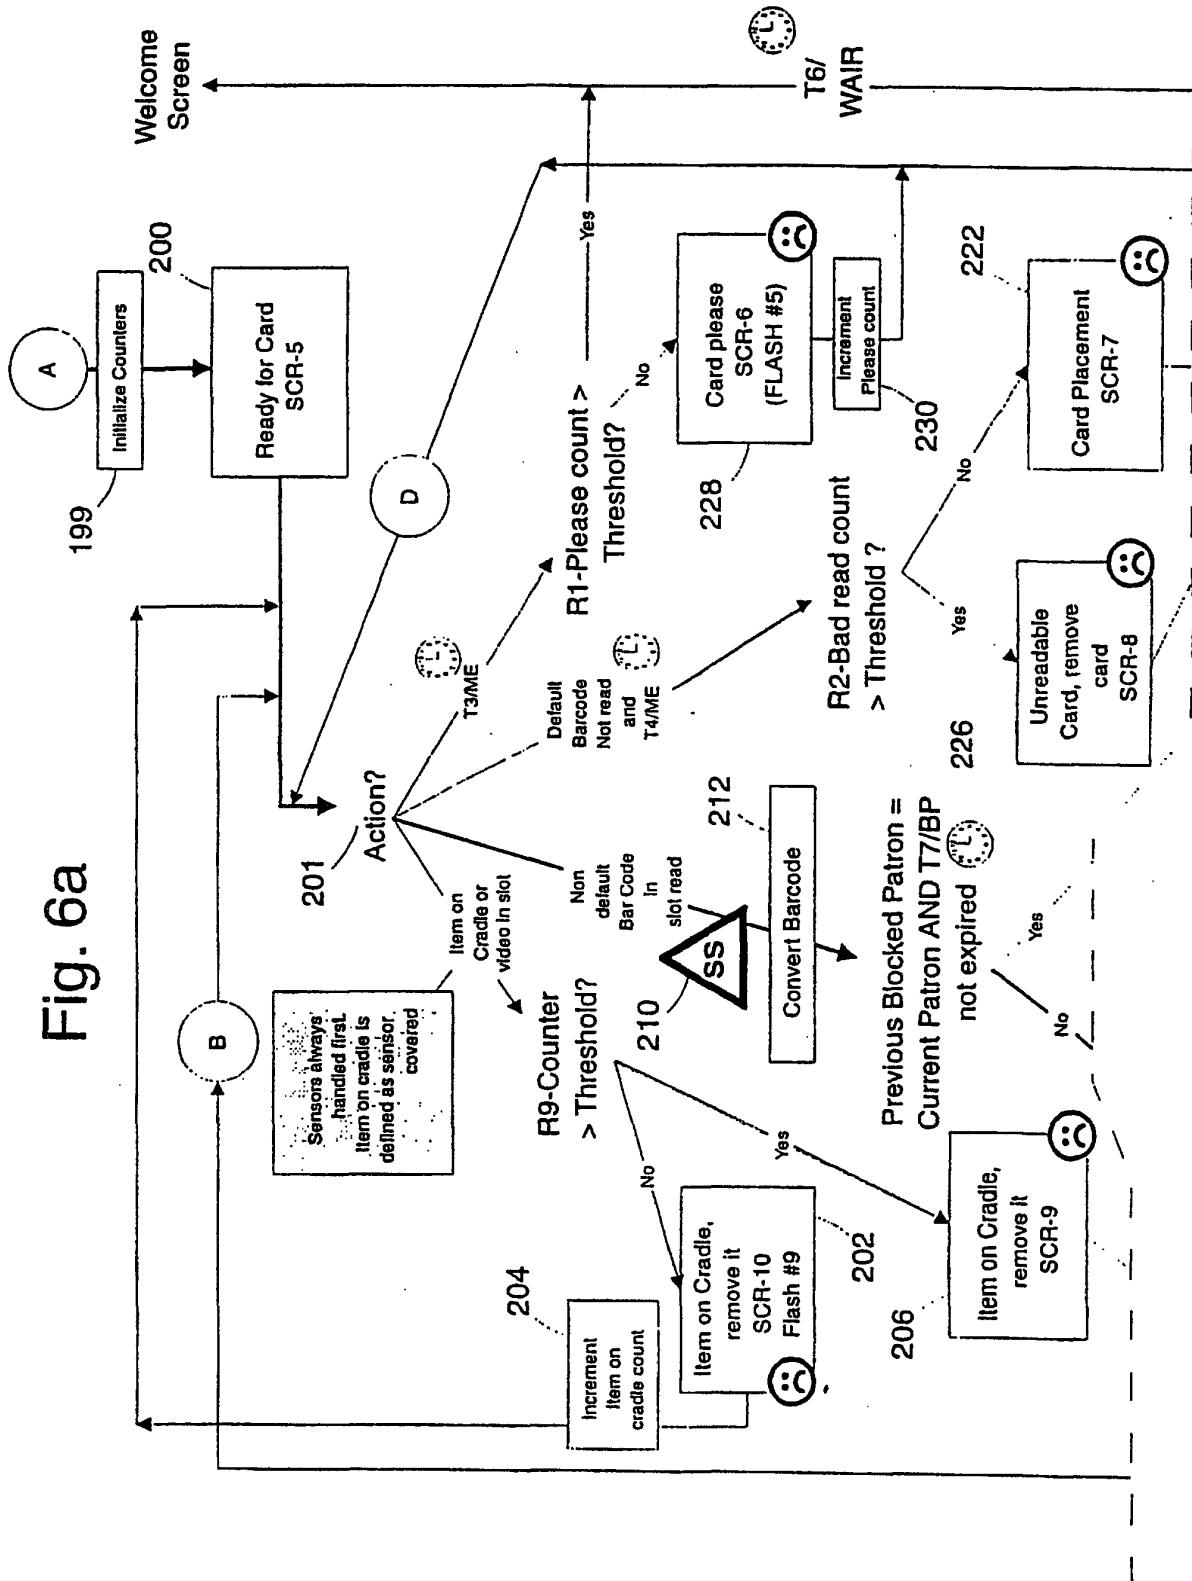 Fig. 6a
A
Initialize Counters
199
200
Ready for Card
SCR-5
Welcome
Screen
B
D
Sensors always
handled first.
Item on cradle is
defined as sensor
covered
201
Action?
Item on
Cradle or
video in slot
Non
default
Bar Code
In
slot read
Default
Barcode
Not read
and
T4/ME
T3/ME
R1-Please count >
Threshold?
Yes
No
T6/
WAIR
R9-Counter
> Threshold?
No
Yes
204
Increment
Item on
cradle count
Item on Cradle,
remove it
SCR-10
Flash #9
202
206
Item on Cradle,
remove it
SCR-9
210
SS
212
Convert Barcode
Previous Blocked Patron =
Current Patron AND T7/BP
not expired
No
Yes
R2-Bad read count
> Threshold ?
Yes
No
228
Card please
SCR-6
(FLASH #5)
Increment
Please count
230
226
Unreadable
Card, remove
card
SCR-8
222
Card Placement
SCR-7